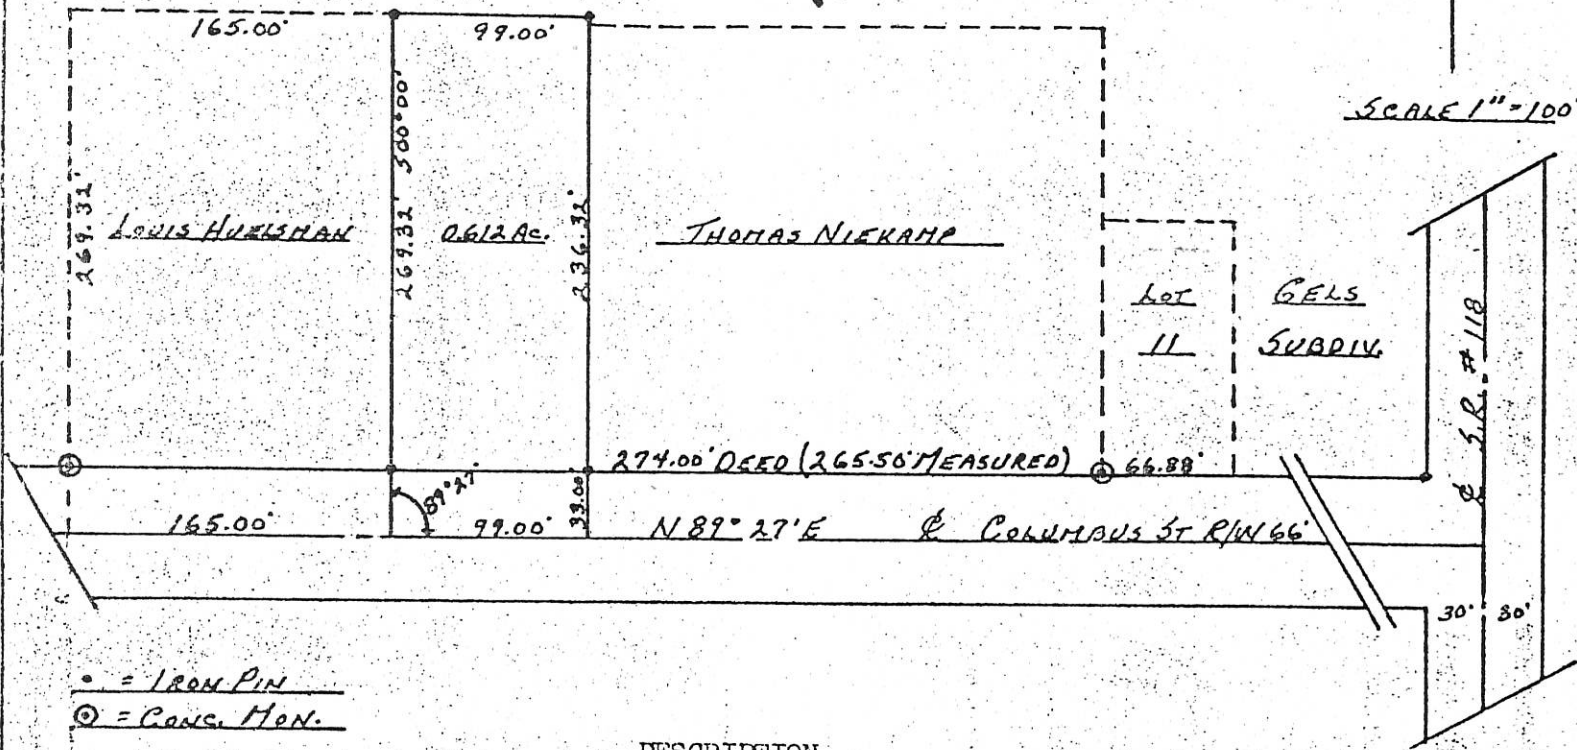 165.00'
99.00'
SCALE 1"=100'
269.32'
LOUIS HUELSMAN
269.32' S00°00'
0.612 AC.
236.32'
THOMAS NIEKAMP
LOT
11
GELS
SUBDIV.
₵ S.R. #118
274.00' DEED (265.50' MEASURED)
66.88'
89°27'
33.00'
165.00'
99.00'
N 89° 27' E
₵ COLUMBUS ST R/W 66'
30'
30'
• = IRON PIN
⊙ = CONC. MON.
DESCRIPTION